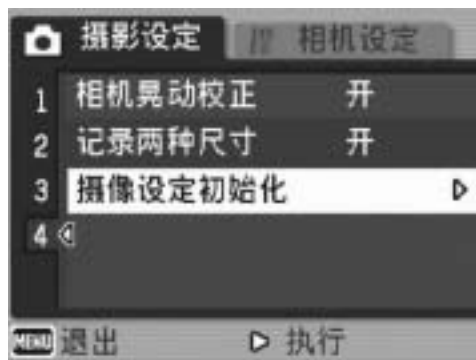 摄影设定 相机设定
1 相机晃动校正 开
2 记录两种尺寸 开
3 摄像设定初始化
4
MENU 退出 执行